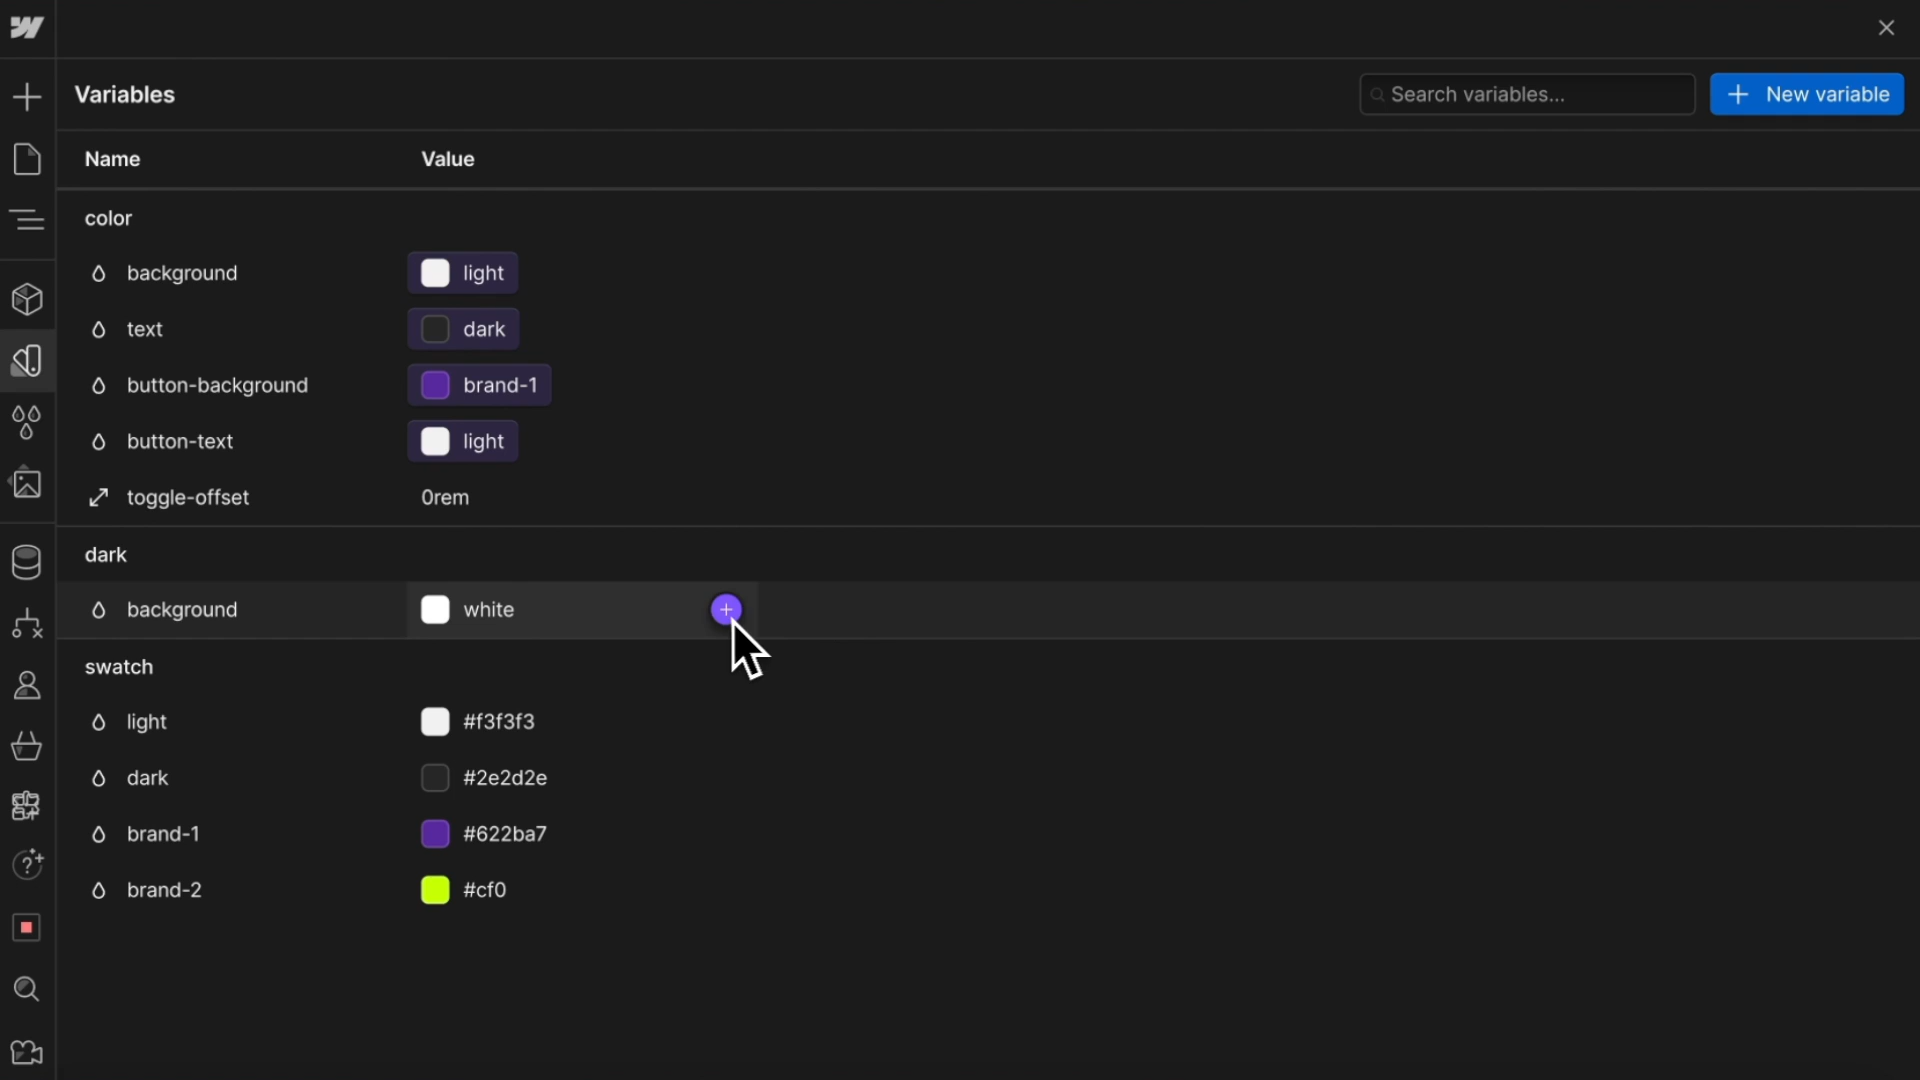 Variables
Search variables...
New variable
Name Value
color
background light
text dark
button-background brand-1
button-text light
toggle-offset 0rem
dark
background white
swatch
light #f3f3f3
dark #2e2d2e
brand-1 #622ba7
brand-2 #cf0